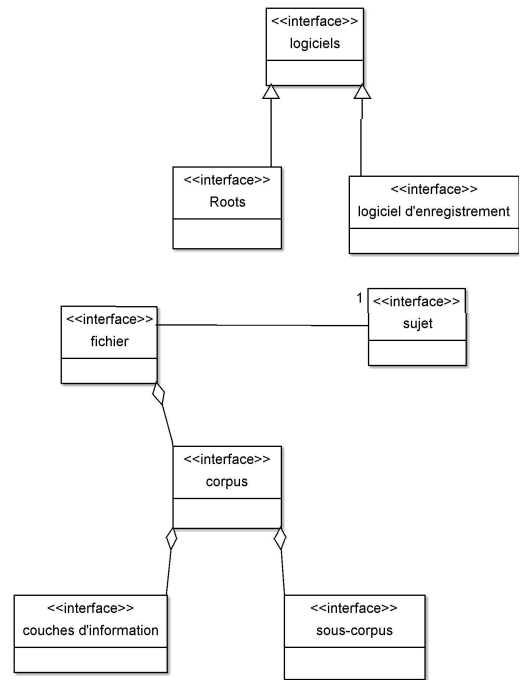 <<interface>>
logiciels
<<interface>>
Roots
<<interface>>
logiciel d'enregistrement
<<interface>>
fichier
1
<<interface>>
sujet
<<interface>>
corpus
<<interface>>
couches d'information
<<interface>>
sous-corpus